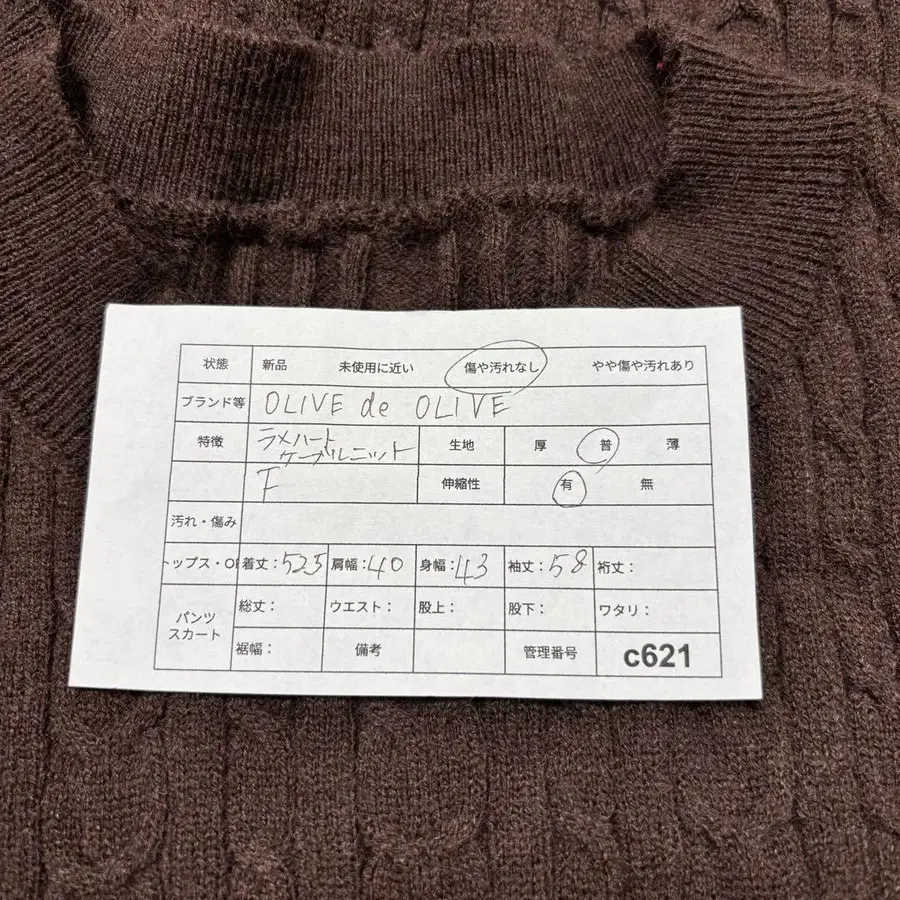 状態 新品 未使用に近い 傷や汚れなし やや傷や汚れあり
ブランド等 OLIVE de OLIVE
特徴 ラメハート 生地 厚 普 薄
ケーブルニット
F 伸縮性 有 無
汚れ・傷み
トップス・OP 着丈:525 肩幅:40 身幅:43 袖丈:58 裄丈:
パンツ 総丈: ウエスト: 股上: 股下: ワタリ:
スカート 裾幅: 備考 管理番号 c621